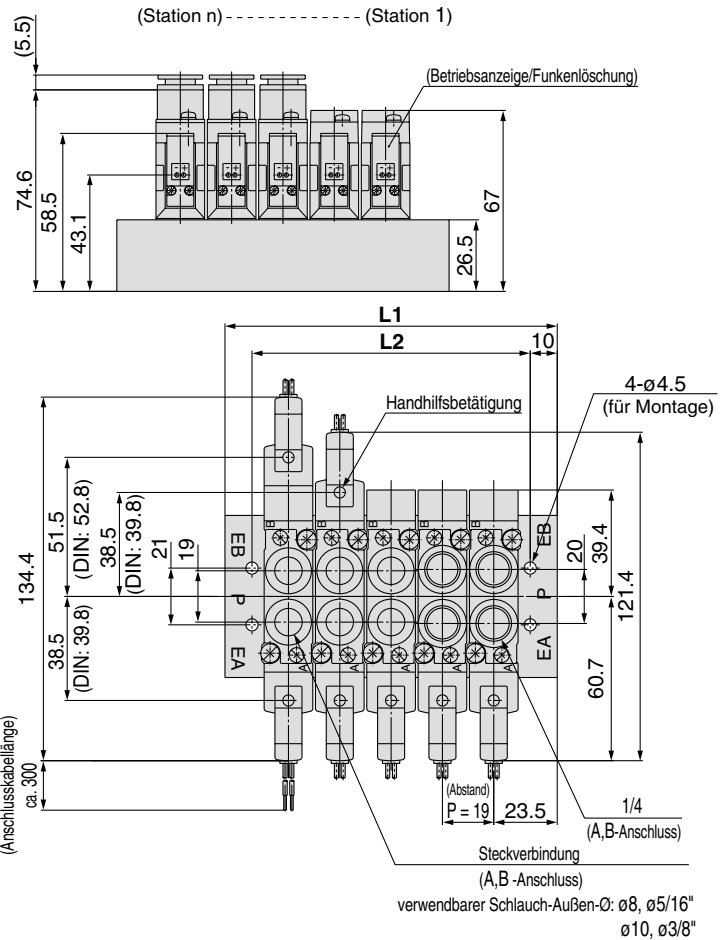 (Station n) - - - - - - - - - - - - - (Station 1)
(5.5)
(Betriebsanzeige/Funkenlöschung)
74.6
58.5
43.1
67
26.5
L1
L2
10
4-ø4.5
(für Montage)
Handhilfsbetätigung
134.4
51.5
(DIN: 52.8)
38.5
(DIN: 39.8)
21
19
B
B
B
B
B
EB
P
EA
EB
P
EA
20
39.4
121.4
60.7
38.5
(DIN: 39.8)
A
A
A
A
A
(Anschlusskabellänge)
ca. 300
(Abstand)
P = 19
23.5
1/4
(A,B-Anschluss)
Steckverbindung
(A,B -Anschluss)
verwendbarer Schlauch-Außen-Ø: ø8, ø5/16"
ø10, ø3/8"